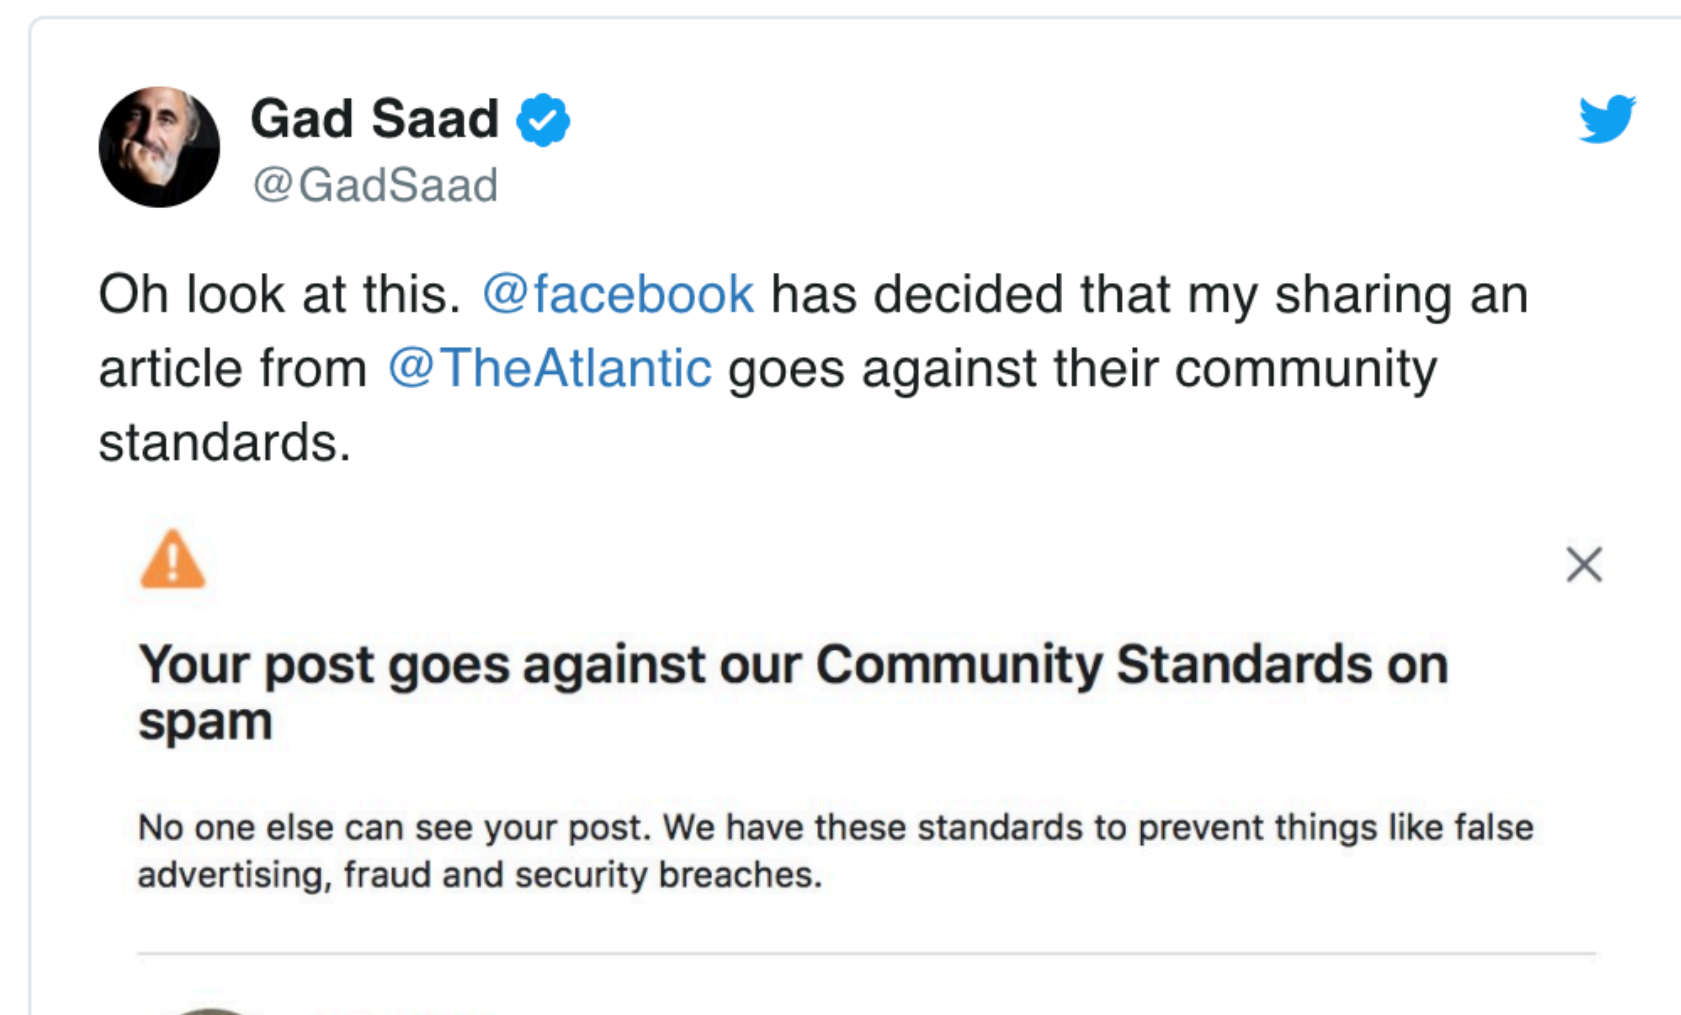 Gad Saad
@GadSaad
Oh look at this. @facebook has decided that my sharing an
article from @TheAtlantic goes against their community
standards.
Your post goes against our Community Standards on
spam
No one else can see your post. We have these standards to prevent things like false
advertising, fraud and security breaches.